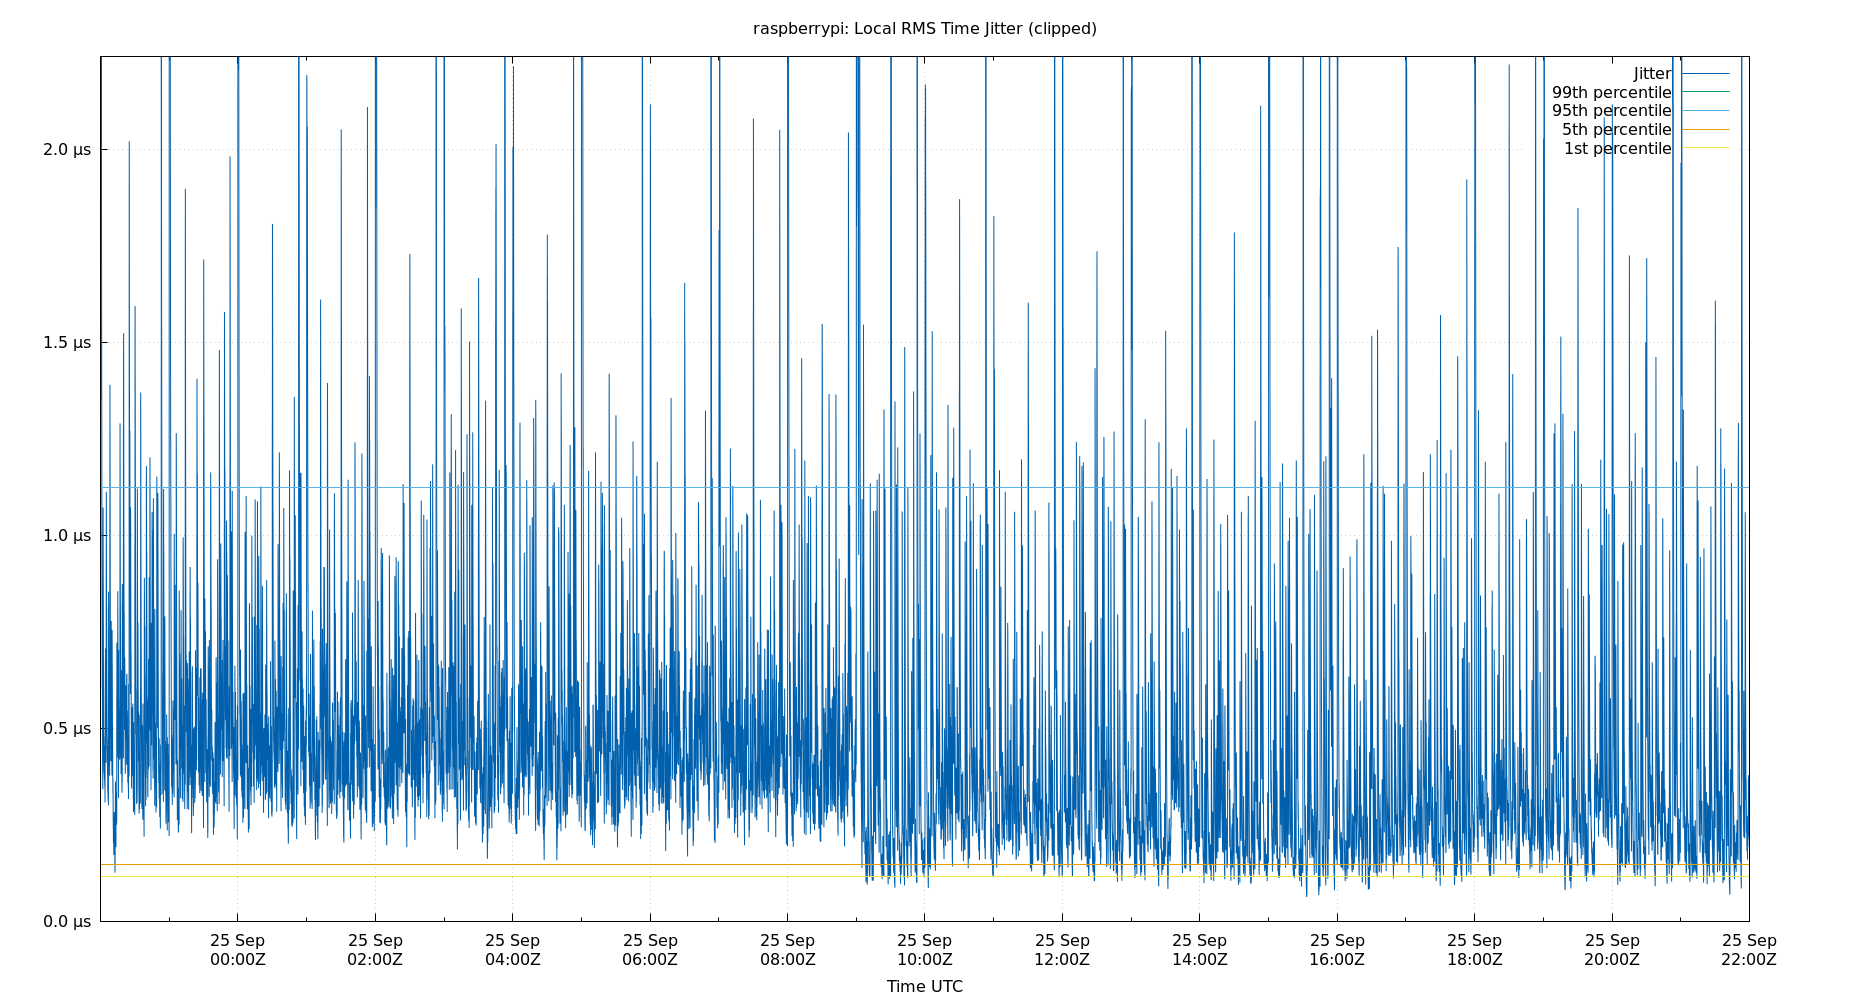 raspberrypi: Local RMS Time Jitter (clipped)
Jitter
99th percentile
95th percentile
5th percentile
1st percentile
2.0 µs
1.5 µs
1.0 µs
0.5 µs
0.0 µs
25 Sep 25 Sep 25 Sep 25 Sep 25 Sep 25 Sep 25 Sep 25 Sep 25 Sep 25 Sep 25 Sep 25 Sep
00:00Z 02:00Z 04:00Z 06:00Z 08:00Z 10:00Z 12:00Z 14:00Z 16:00Z 18:00Z 20:00Z 22:00Z
Time UTC